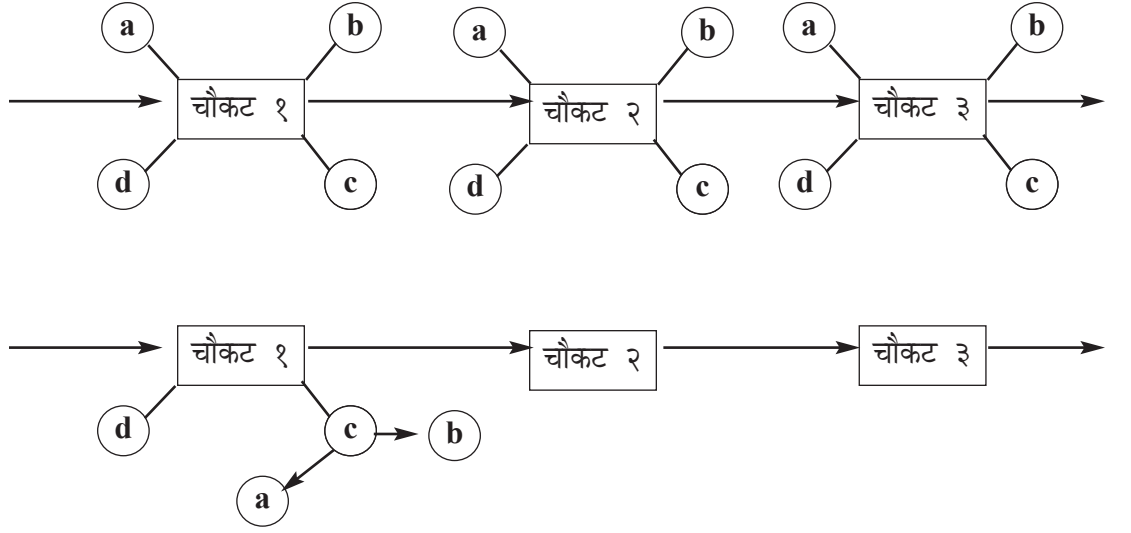 a b a b a b
चौकट १ चौकट २ चौकट ३
d c d c d c
चौकट १ चौकट २ चौकट ३
d c b
a